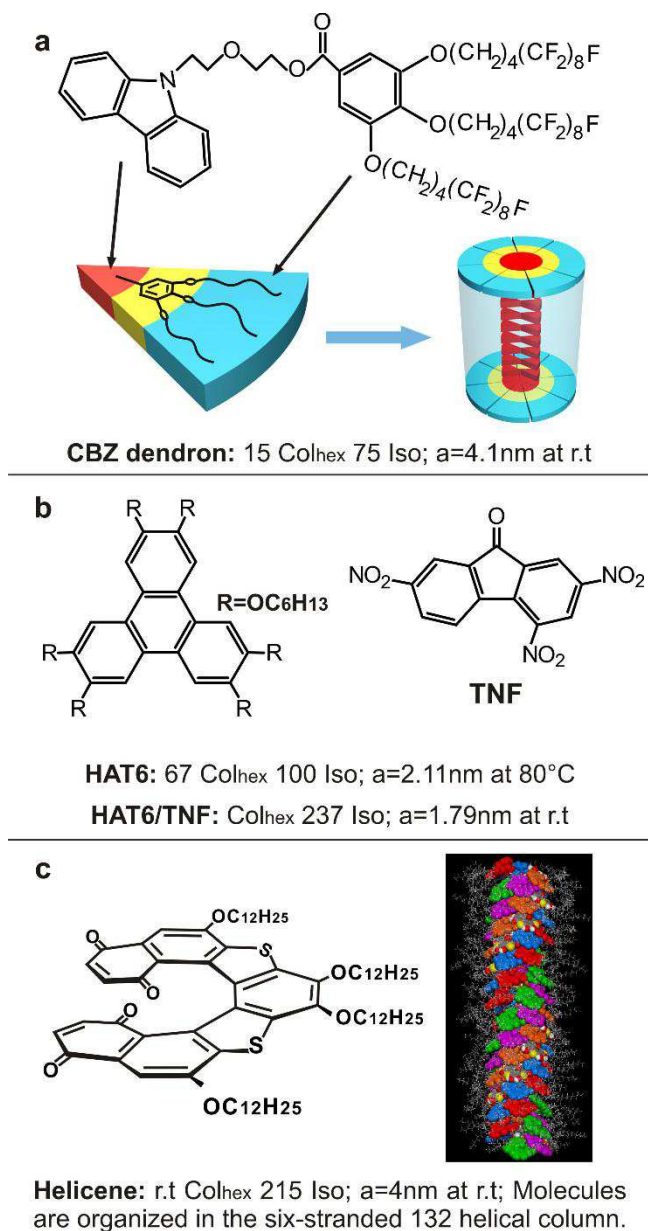 a
O
N
O
O
O(CH2)4(CF2)8F
O(CH2)4(CF2)8F
O(CH2)4(CF2)8F
CBZ dendron: 15 Colhex 75 Iso; a=4.1nm at r.t
b
R R
R=OC6H13
R R
R R
O
NO2 NO2
NO2
TNF
HAT6: 67 Colhex 100 Iso; a=2.11nm at 80°C
HAT6/TNF: Colhex 237 Iso; a=1.79nm at r.t
c
OC12H25
O S
OC12H25
O O
OC12H25
S
O
OC12H25
Helicene: r.t Colhex 215 Iso; a=4nm at r.t; Molecules
are organized in the six-stranded 132 helical column.